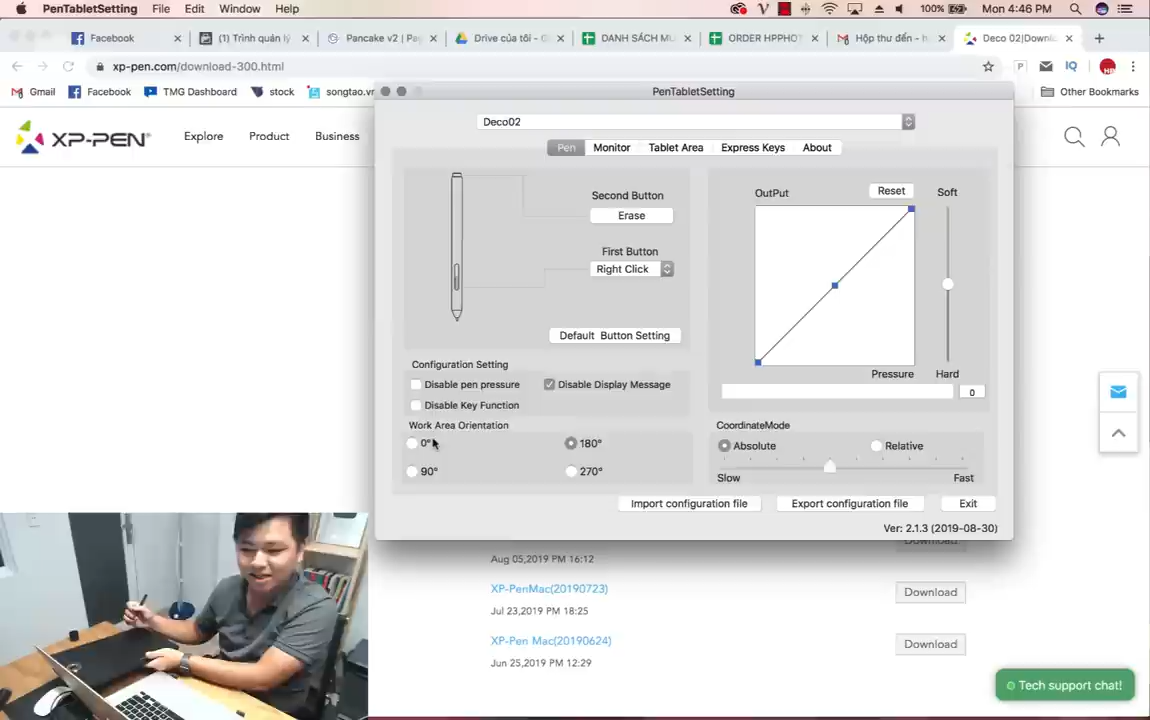 PenTabletSetting File Edit Window Help 100% Mon 4:46 PM
Facebook (1) Trình quản lý Pancake v2 | Pa Drive của tôi - G DANH SÁCH MU ORDER HPPHOT Hộp thư đến - h Deco 02|Downl
xp-pen.com/download-300.html
Gmail Facebook TMG Dashboard stock songtao.vn Other Bookmarks
PenTabletSetting
XP-PEN Explore Product Business
Deco02
Pen Monitor Tablet Area Express Keys About
Second Button
Erase
First Button
Right Click
Default Button Setting
OutPut Reset Soft
Pressure Hard
0
Configuration Setting
Disable pen pressure Disable Display Message
Disable Key Function
Work Area Orientation
0° 180°
90° 270°
CoordinateMode
Absolute Relative
Slow Fast
Import configuration file Export configuration file Exit
Ver: 2.1.3 (2019-08-30)
Download
Aug 05,2019 PM 16:12
XP-PenMac(20190723) Download
Jul 23,2019 PM 18:25
XP-Pen Mac(20190624) Download
Jun 25,2019 PM 12:29
Tech support chat!